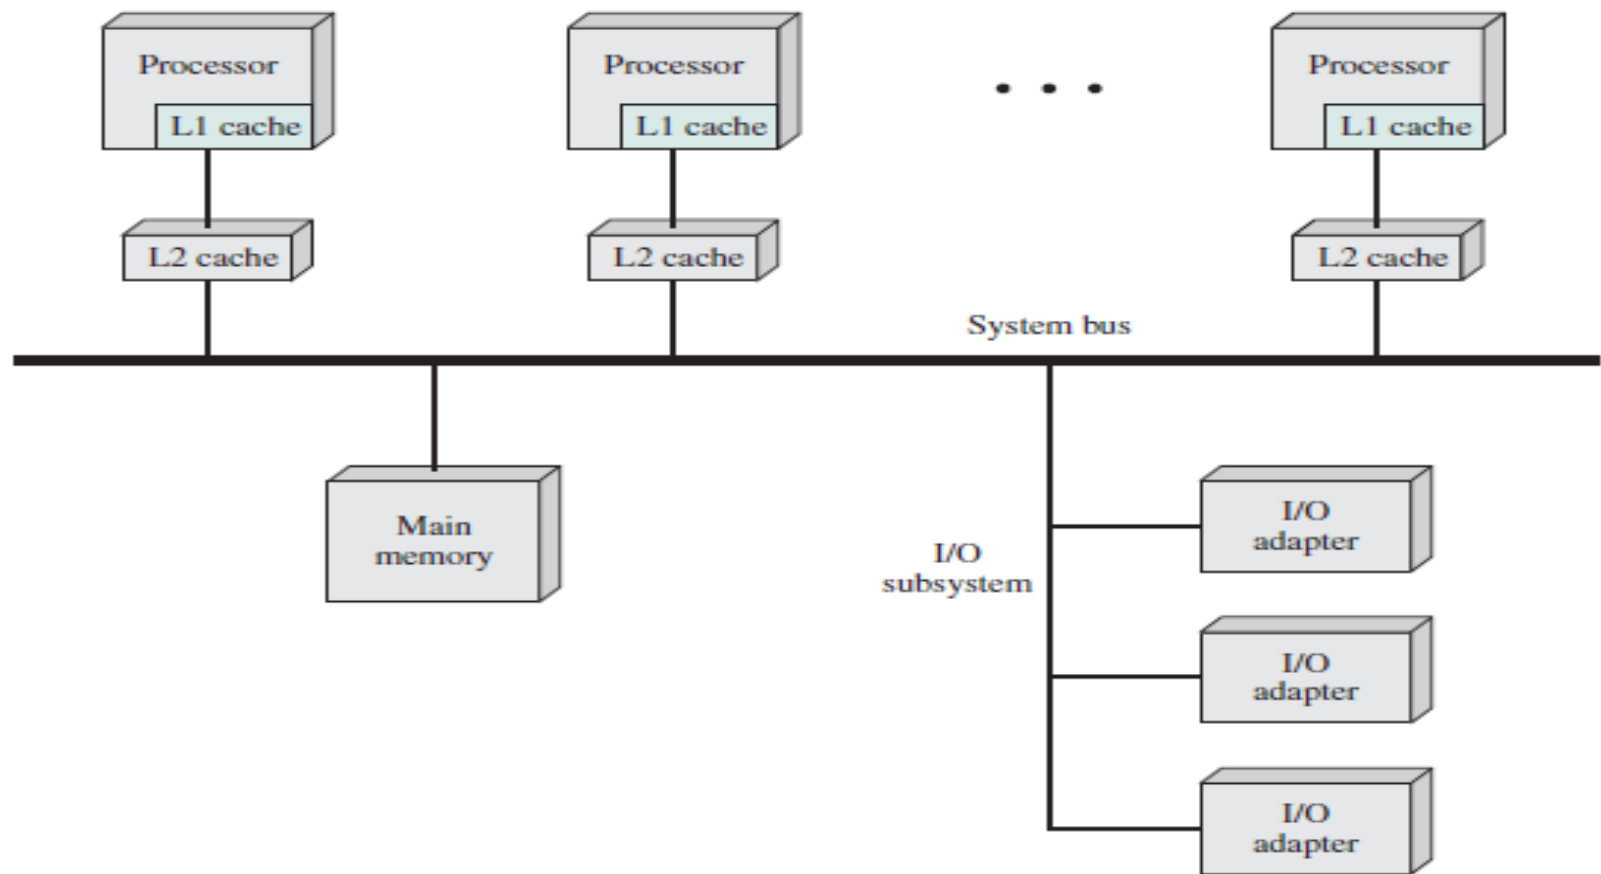 Processor
L1 cache
L2 cache
Processor
L1 cache
L2 cache
Processor
L1 cache
L2 cache
System bus
Main
memory
I/O
subsystem
I/O
adapter
I/O
adapter
I/O
adapter